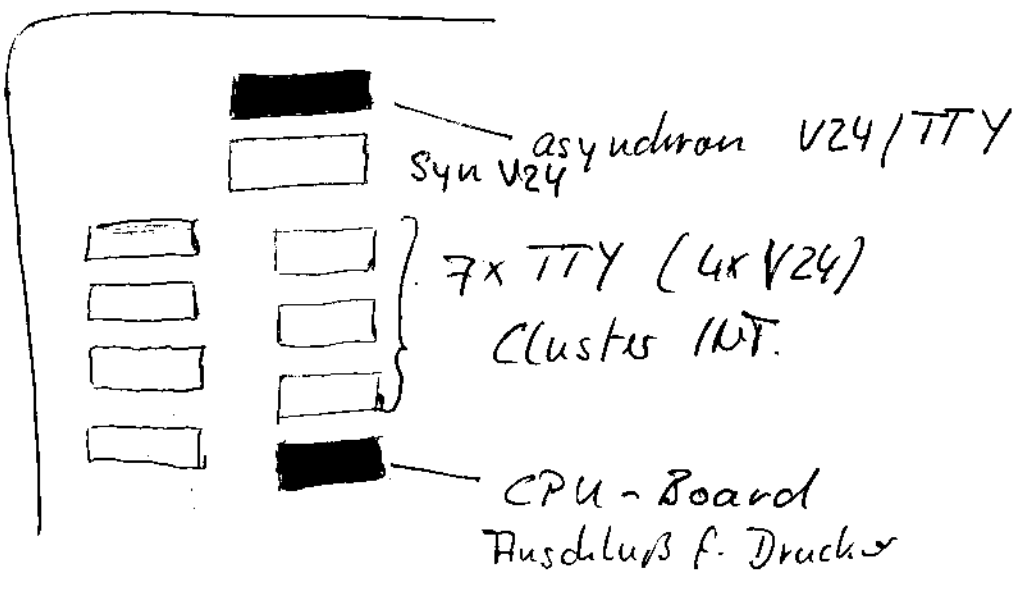 asynchron V24/TTY
Syn V24
7x TTY (4x V24)
Cluster INT.
CPU-Board
Anschluß f. Drucker